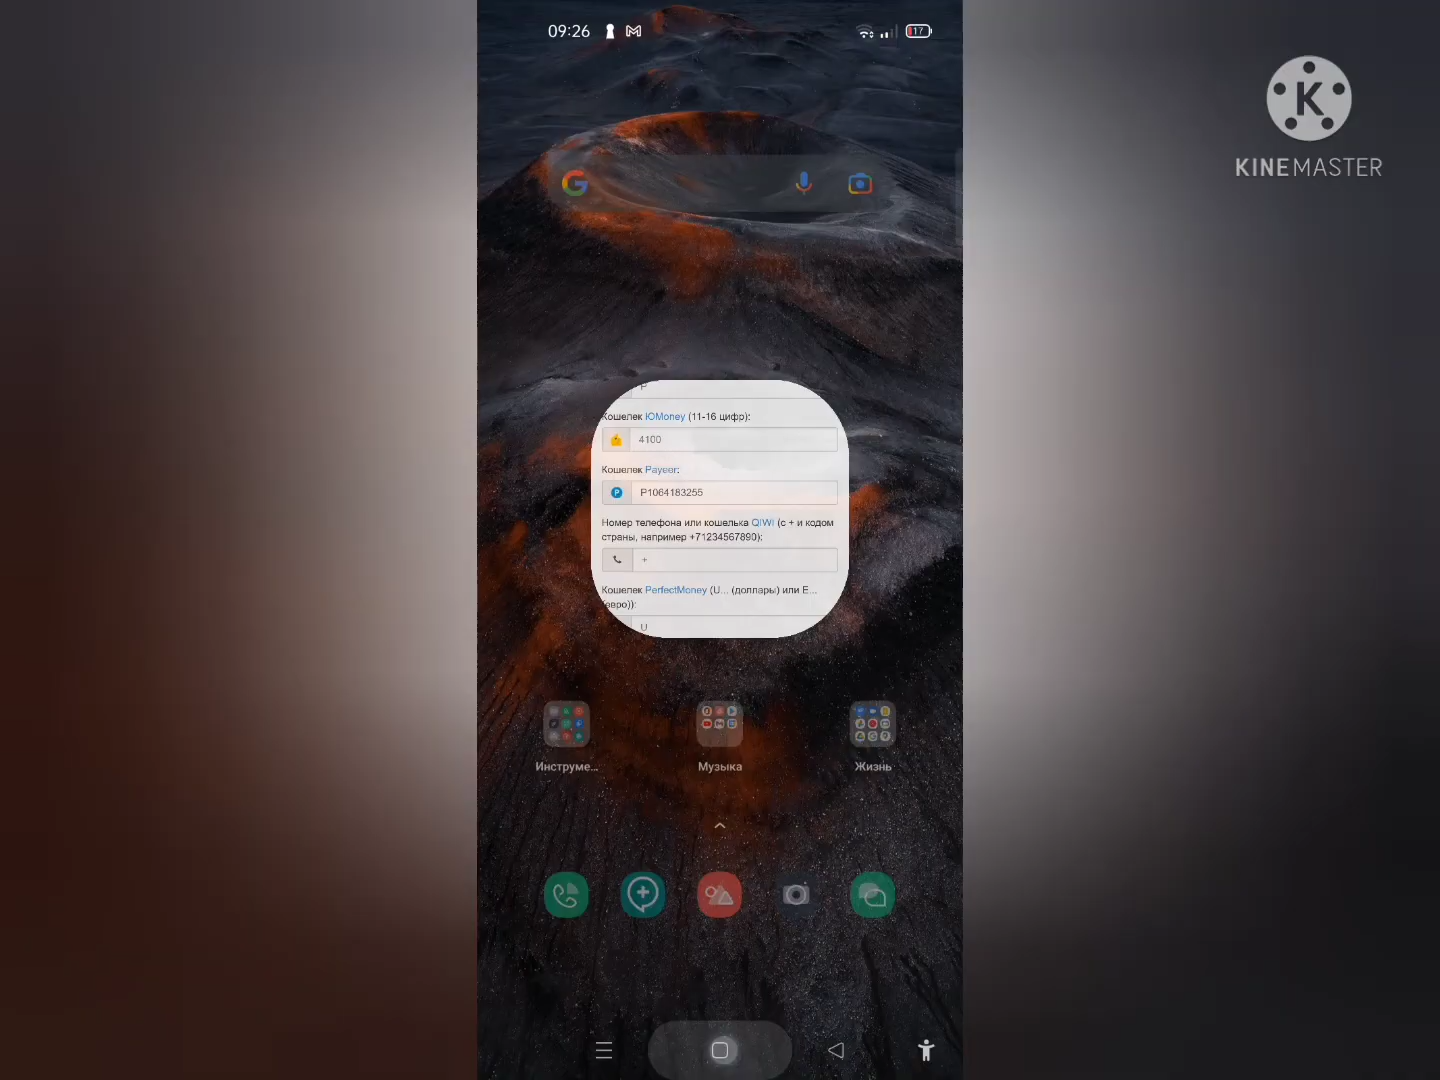 09:26
17
KINEMASTER
Кошелек ЮMoney (11-16 цифр):
4100
Кошелек Payeer:
P1064183255
Номер телефона или кошелька QIWI (с + и кодом
страны, например +71234567890):
+
Кошелек PerfectMoney (U... (доллары) или E...
(евро)):
U
Инструме...
Музыка
Жизнь